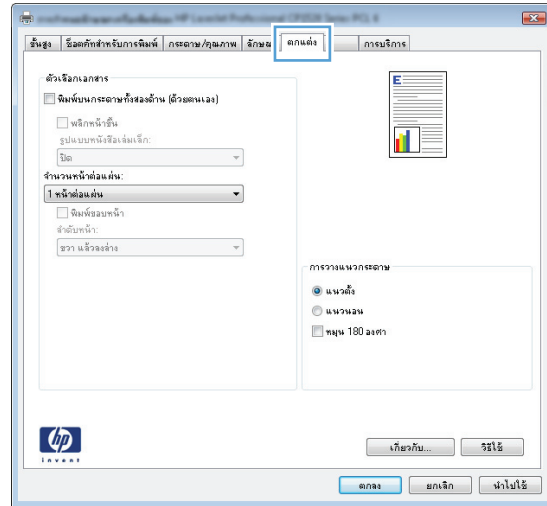 HP LaserJet Professional CP1520 Series PCL 6
ขั้นสูง
ช็อตคัทสำหรับการพิมพ์
กระดาษ/คุณภาพ
ลักษณ
ตกแต่ง
การบริการ
ตัวเลือกเอกสาร
พิมพ์บนกระดาษทั้งสองด้าน (ด้วยตนเอง)
พลิกหน้าขึ้น
รูปแบบหนังสือเล่มเล็ก:
ปิด
จำนวนหน้าต่อแผ่น:
1 หน้าต่อแผ่น
พิมพ์ขอบหน้า
ลำดับหน้า:
ขวา แล้วลงล่าง
E
การวางแนวกระดาษ
แนวตั้ง
แนวนอน
หมุน 180 องศา
hp
invent
เกี่ยวกับ...
วิธีใช้
ตกลง
ยกเลิก
นำไปใช้